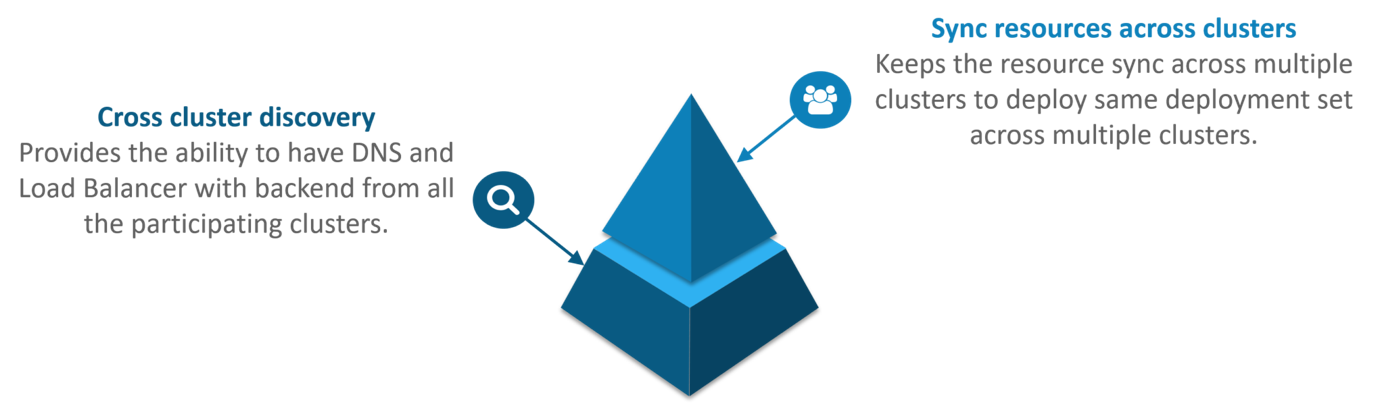 Cross cluster discovery
Provides the ability to have DNS and
Load Balancer with backend from all
the participating clusters.
Sync resources across clusters
Keeps the resource sync across multiple
clusters to deploy same deployment set
across multiple clusters.